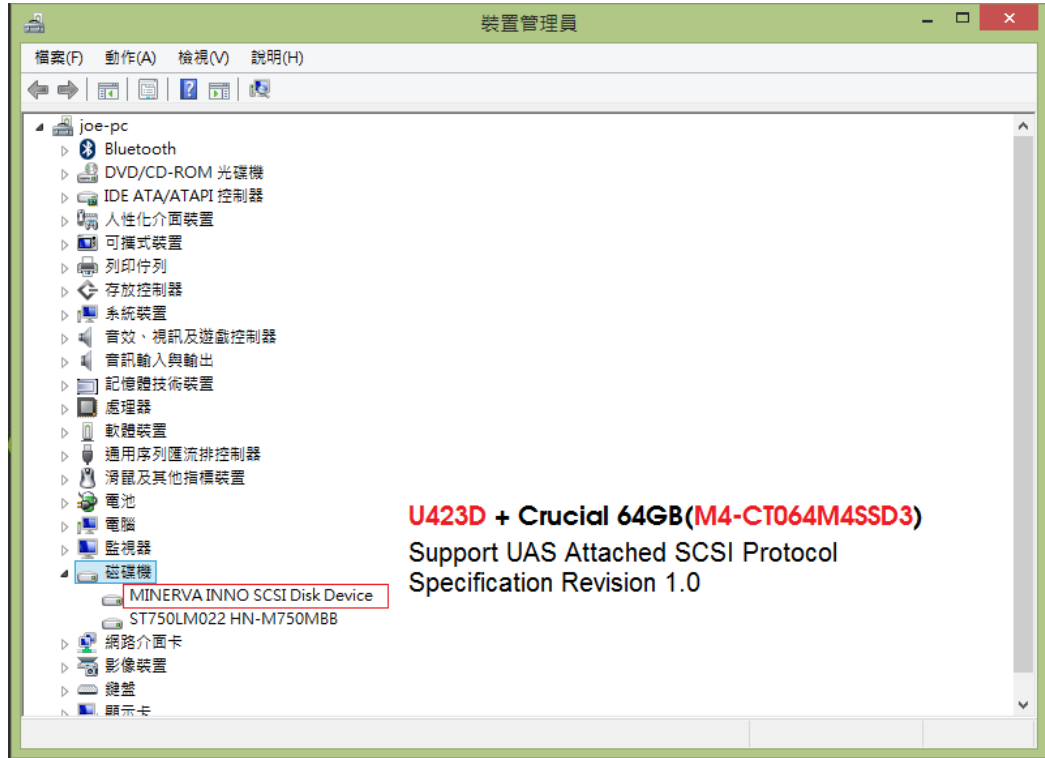 裝置管理員
檔案(F) 動作(A) 檢視(V) 說明(H)
joe-pc
Bluetooth
DVD/CD-ROM 光碟機
IDE ATA/ATAPI 控制器
人性化介面裝置
可攜式裝置
列印佇列
存放控制器
系統裝置
音效、視訊及遊戲控制器
音訊輸入與輸出
記憶體技術裝置
處理器
軟體裝置
通用序列匯流排控制器
滑鼠及其他指標裝置
電池
電腦
監視器
磁碟機
MINERVA INNO SCSI Disk Device
ST750LM022 HN-M750MBB
網路介面卡
影像裝置
鍵盤
顯示卡
U423D + Crucial 64GB(M4-CT064M4SSD3)
Support UAS Attached SCSI Protocol
Specification Revision 1.0